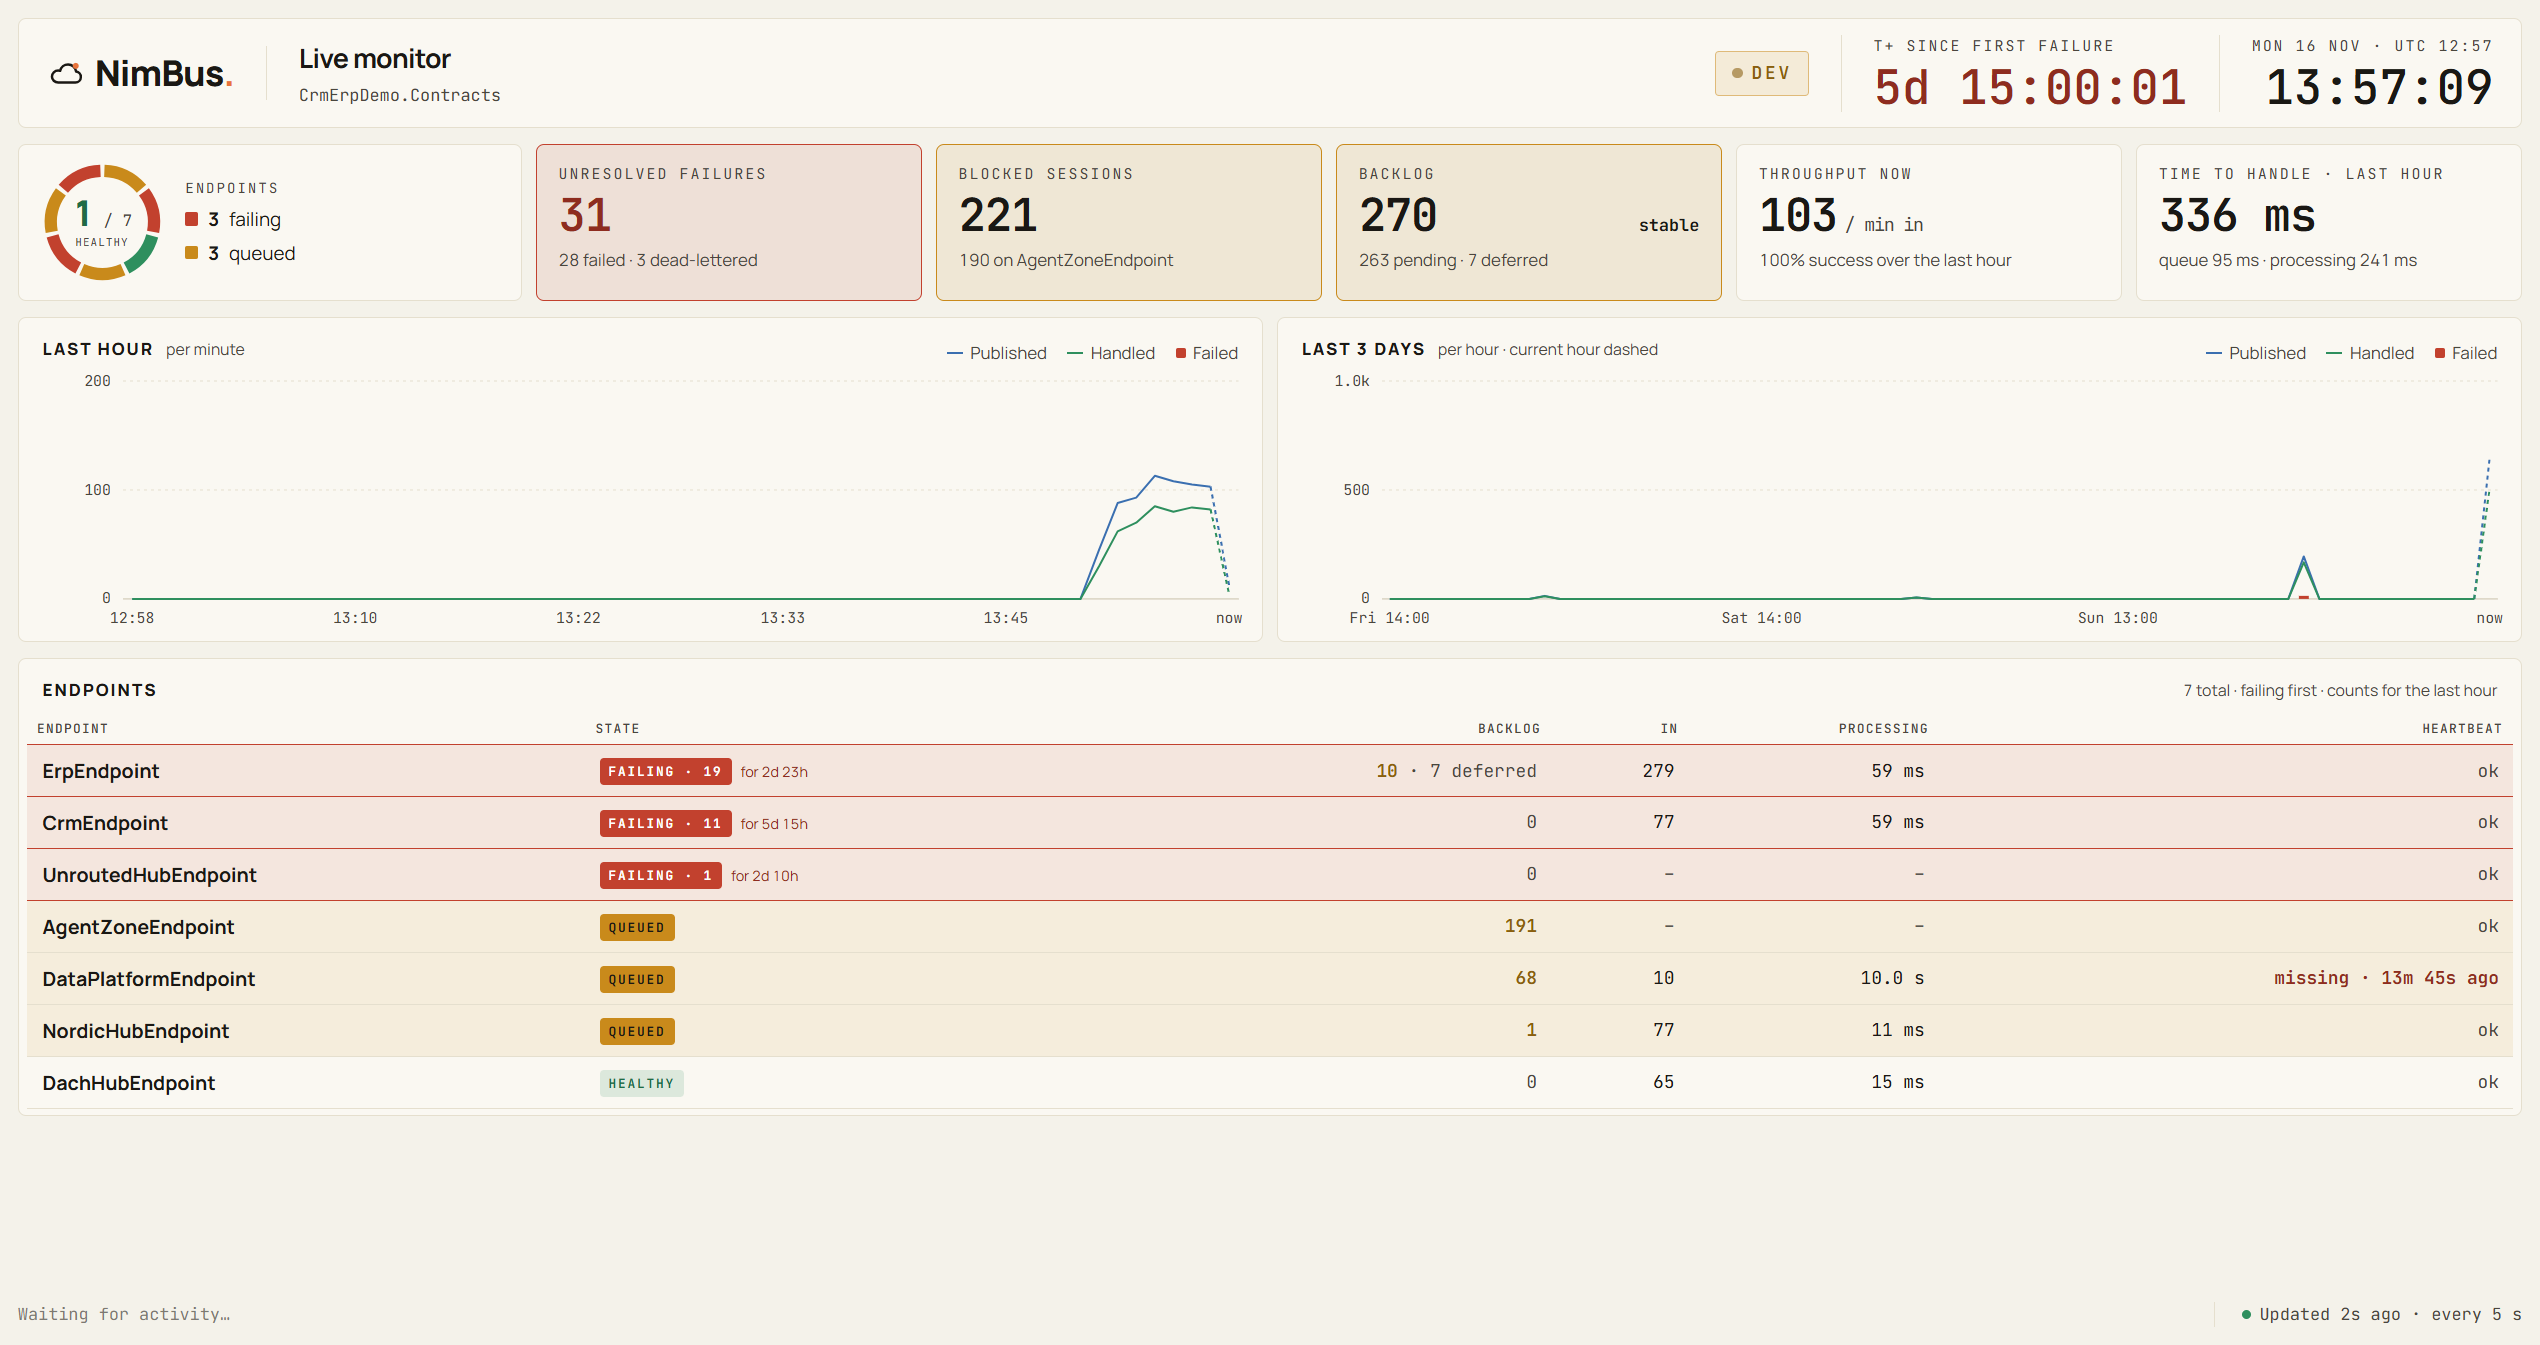 NimBus.
Live monitor
CrmErpDemo.Contracts
DEV
T+ SINCE FIRST FAILURE
5d 15:00:01
MON 16 NOV · UTC 12:57
13:57:09
1 / 7
HEALTHY
ENDPOINTS
3 failing
3 queued
UNRESOLVED FAILURES
31
28 failed · 3 dead-lettered
BLOCKED SESSIONS
221
190 on AgentZoneEndpoint
BACKLOG
270
stable
263 pending · 7 deferred
THROUGHPUT NOW
103 / min in
100% success over the last hour
TIME TO HANDLE · LAST HOUR
336 ms
queue 95 ms · processing 241 ms
LAST HOUR per minute
Published Handled Failed
200
100
0
12:58 13:10 13:22 13:33 13:45 now
LAST 3 DAYS per hour · current hour dashed
Published Handled Failed
1.0k
500
0
Fri 14:00 Sat 14:00 Sun 13:00 now
ENDPOINTS
7 total · failing first · counts for the last hour
ENDPOINT STATE BACKLOG IN PROCESSING HEARTBEAT
ErpEndpoint FAILING · 19 for 2d 23h 10 · 7 deferred 279 59 ms ok
CrmEndpoint FAILING · 11 for 5d 15h 0 77 59 ms ok
UnroutedHubEndpoint FAILING · 1 for 2d 10h 0 – – ok
AgentZoneEndpoint QUEUED 191 – – ok
DataPlatformEndpoint QUEUED 68 10 10.0 s missing · 13m 45s ago
NordicHubEndpoint QUEUED 1 77 11 ms ok
DachHubEndpoint HEALTHY 0 65 15 ms ok
Waiting for activity…
Updated 2s ago · every 5 s